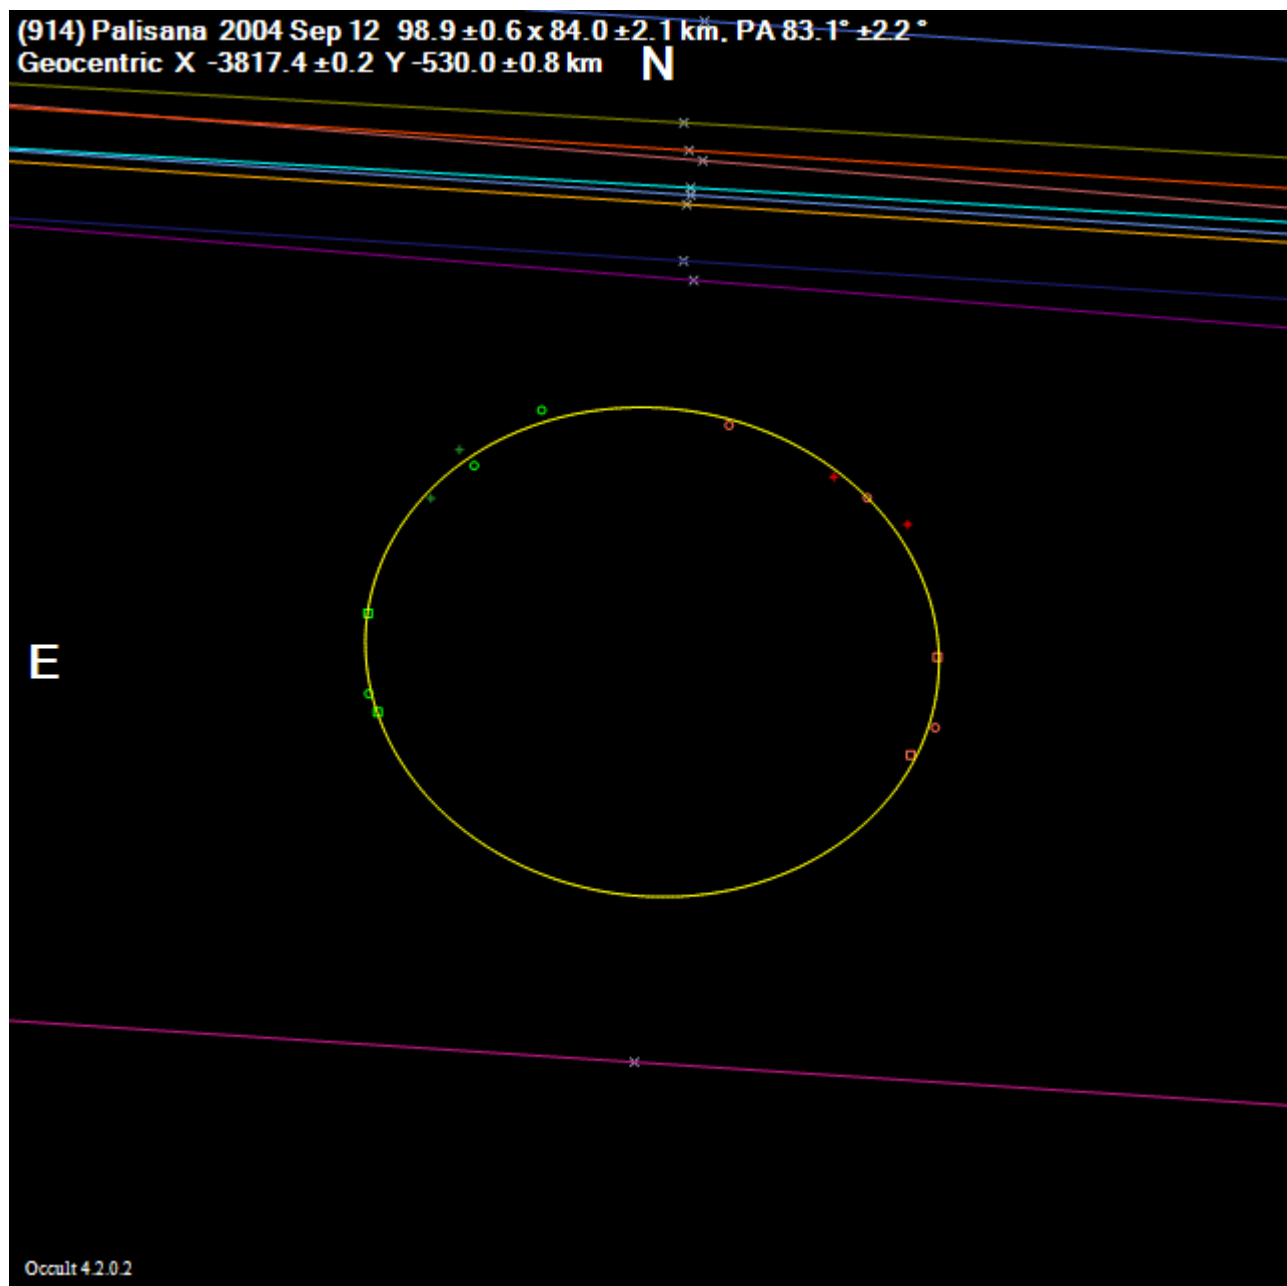 (914) Palisana 2004 Sep 12 98.9 ±0.6 x 84.0 ±2.1 km, PA 83.1° ±2.2°
Geocentric X -3817.4 ±0.2 Y -530.0 ±0.8 km
N
E
Occult 4.2.0.2